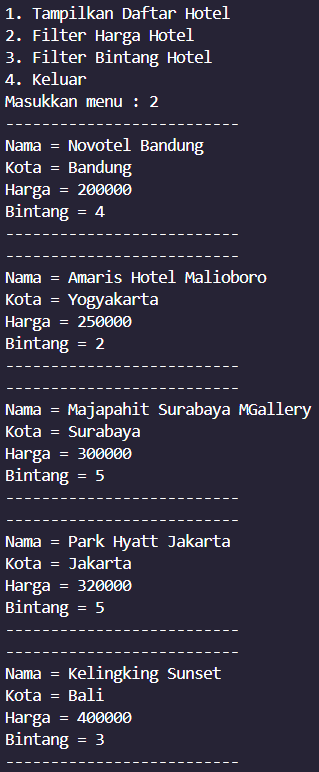 1. Tampilkan Daftar Hotel
2. Filter Harga Hotel
3. Filter Bintang Hotel
4. Keluar
Masukkan menu : 2
--------------------------
Nama = Novotel Bandung
Kota = Bandung
Harga = 200000
Bintang = 4
--------------------------
--------------------------
Nama = Amaris Hotel Malioboro
Kota = Yogyakarta
Harga = 250000
Bintang = 2
--------------------------
--------------------------
Nama = Majapahit Surabaya MGallery
Kota = Surabaya
Harga = 300000
Bintang = 5
--------------------------
--------------------------
Nama = Park Hyatt Jakarta
Kota = Jakarta
Harga = 320000
Bintang = 5
--------------------------
--------------------------
Nama = Kelingking Sunset
Kota = Bali
Harga = 400000
Bintang = 3
--------------------------